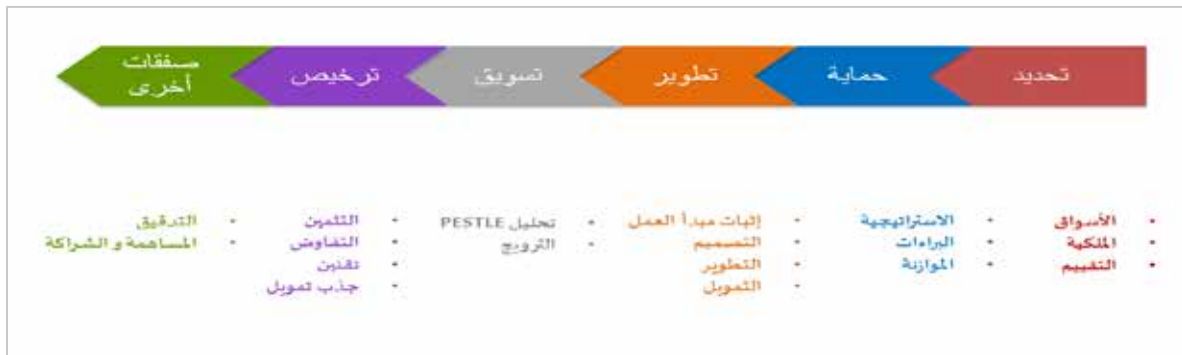 تحديد
حماية
تطوير
تسويق
ترخيص
صفقات
أخرى
• الأسواق
• الملكية
• التقييم
• الاستراتيجية
• البراءات
• الموازنة
• إثبات مبدأ العمل
• التصميم
• التطوير
• التمويل
• تحليل PESTLE
• الترويج
• التثمين
• التفاوض
• تقنين
• جذب تمويل
• التدقيق
• المساهمة و الشراكة